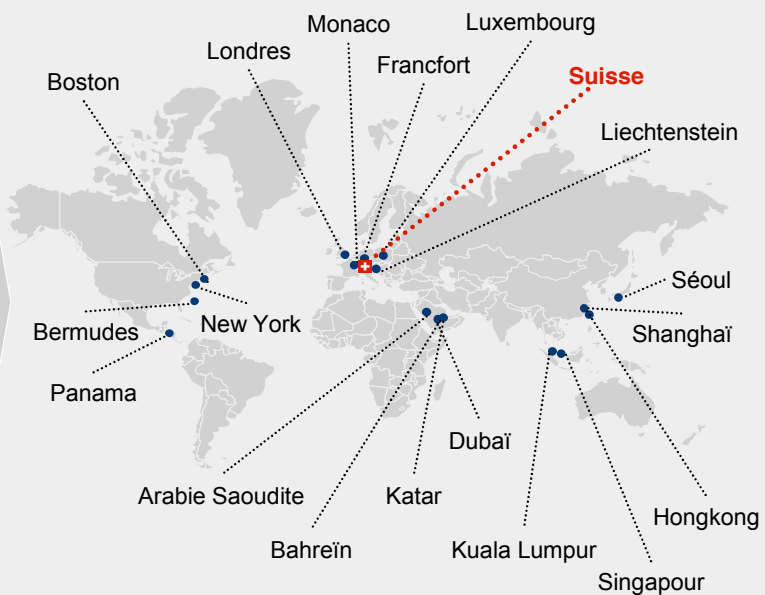 Monaco
Luxembourg
Londres
Francfort
Boston
Suisse
Liechtenstein
Séoul
Bermudes
New York
Shanghaï
Panama
Dubaï
Arabie Saoudite
Katar
Hongkong
Bahreïn
Kuala Lumpur
Singapour